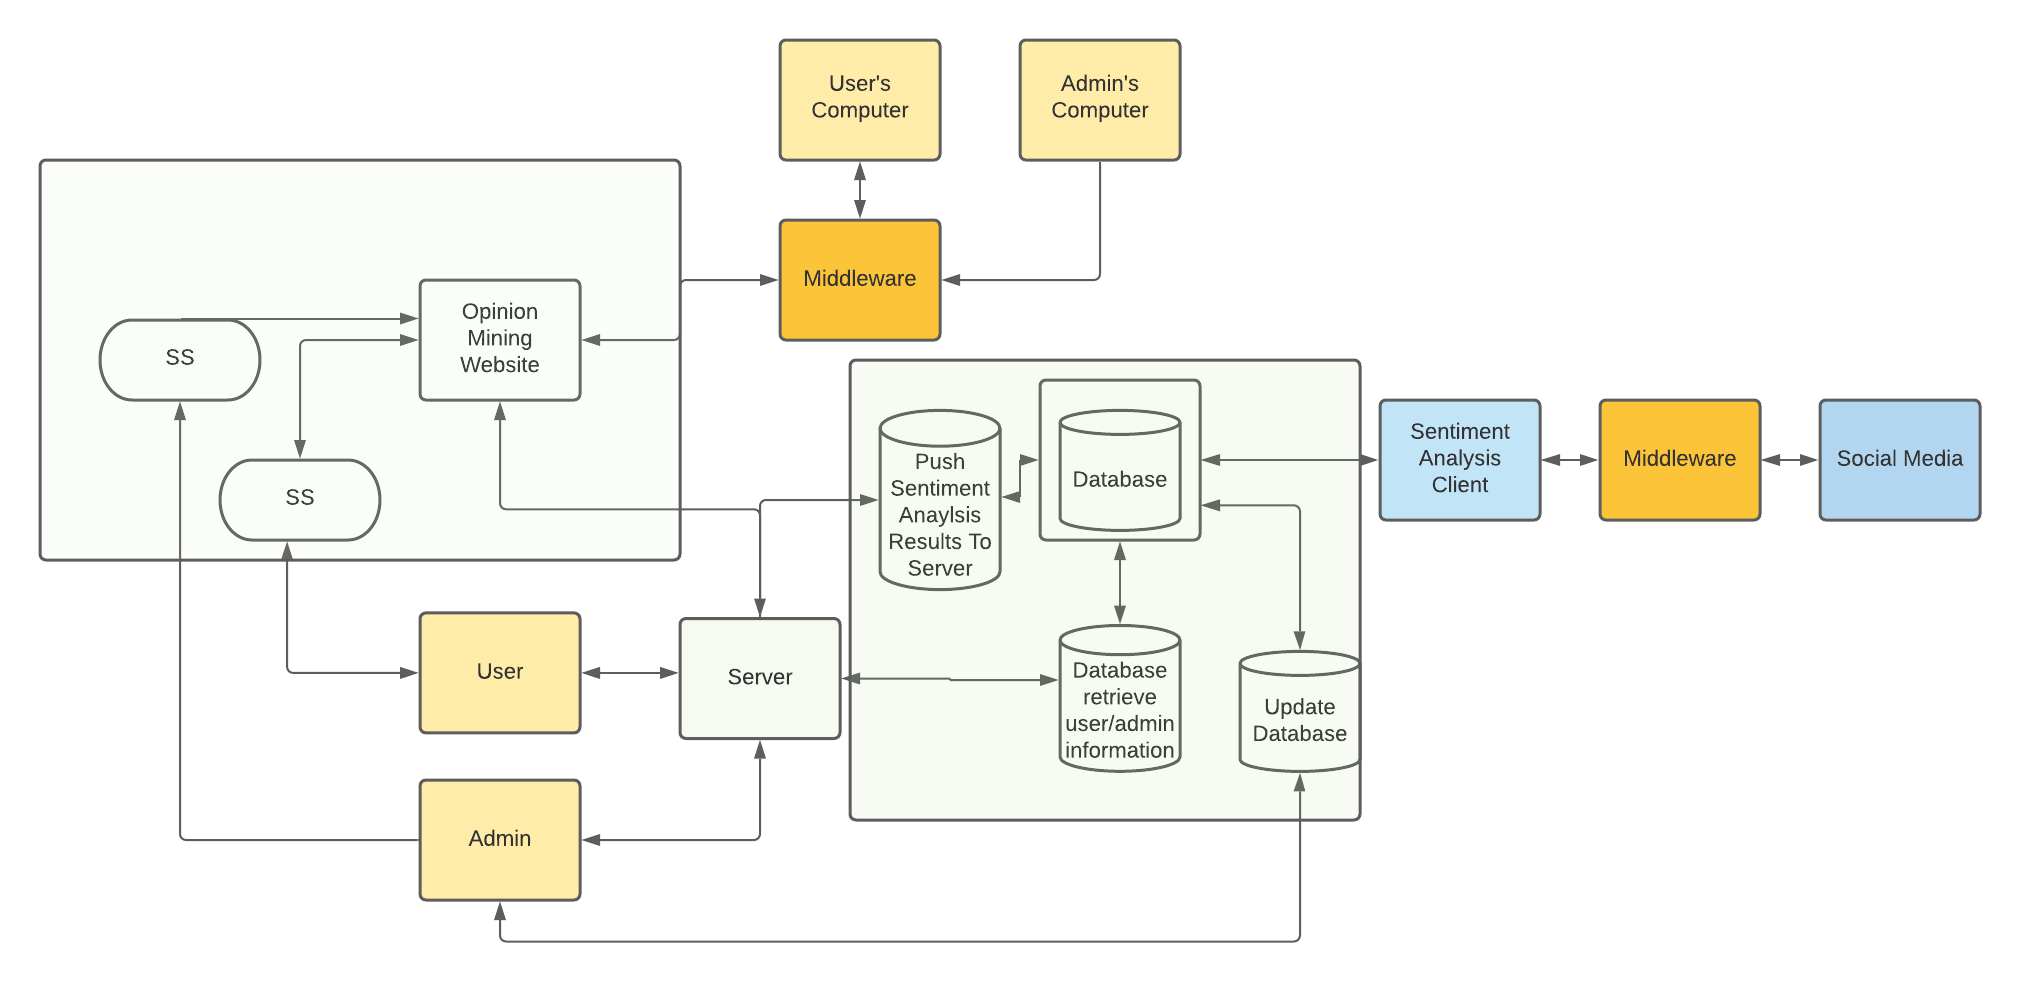 User's
Computer
Admin's
Computer
Middleware
Opinion
Mining
Website
SS
SS
Push
Sentiment
Anaylsis
Results To
Server
Database
Sentiment
Analysis
Client
Middleware
Social Media
User
Server
Database
retrieve
user/admin
information
Update
Database
Admin